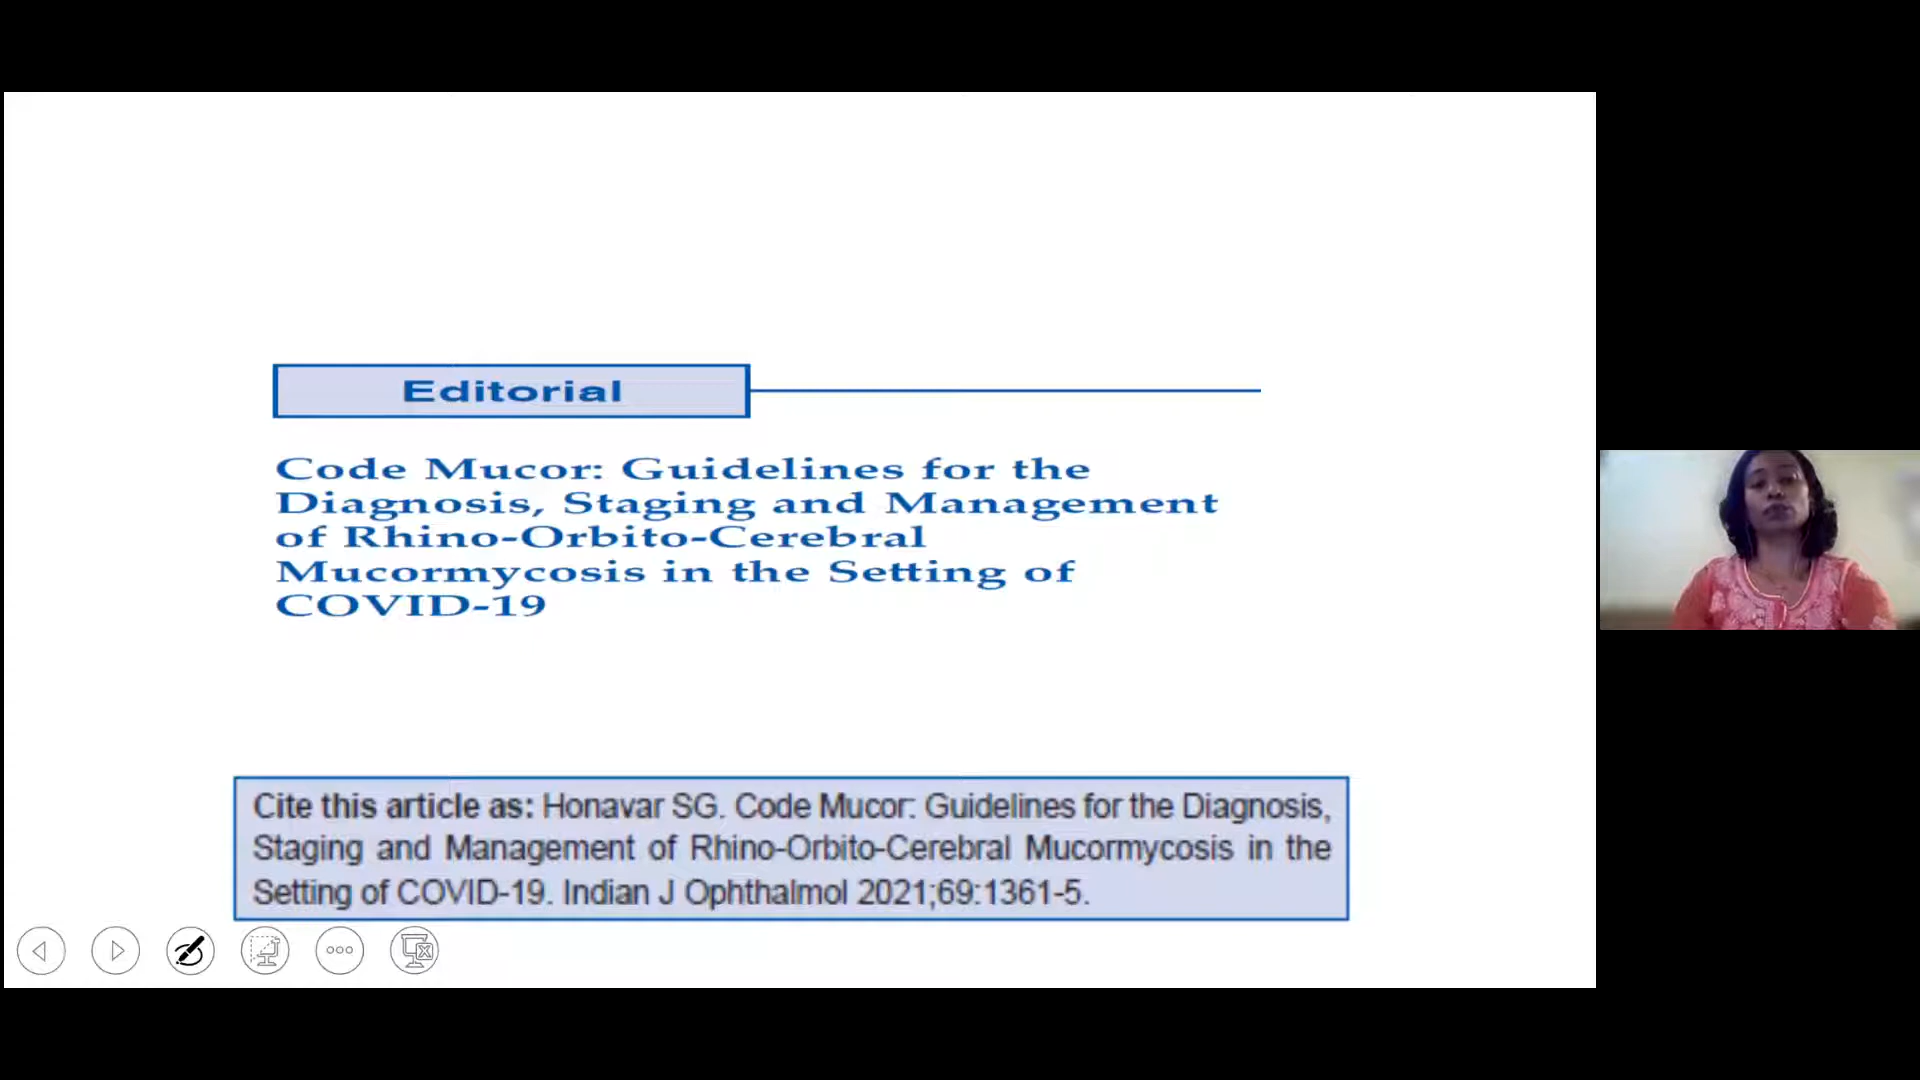 Editorial
Code Mucor: Guidelines for the
Diagnosis, Staging and Management
of Rhino-Orbito-Cerebral
Mucormycosis in the Setting of
COVID-19
Cite this article as: Honavar SG. Code Mucor: Guidelines for the Diagnosis,
Staging and Management of Rhino-Orbito-Cerebral Mucormycosis in the
Setting of COVID-19. Indian J Ophthalmol 2021;69:1361-5.